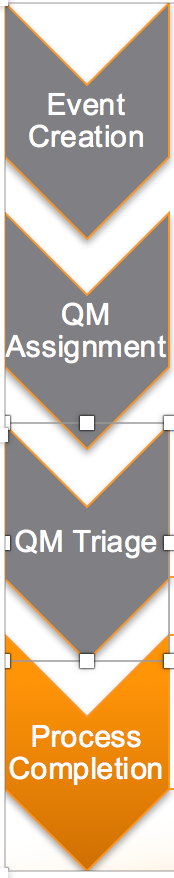 Event
Creation
QM
Assignment
QM Triage
Process
Completion